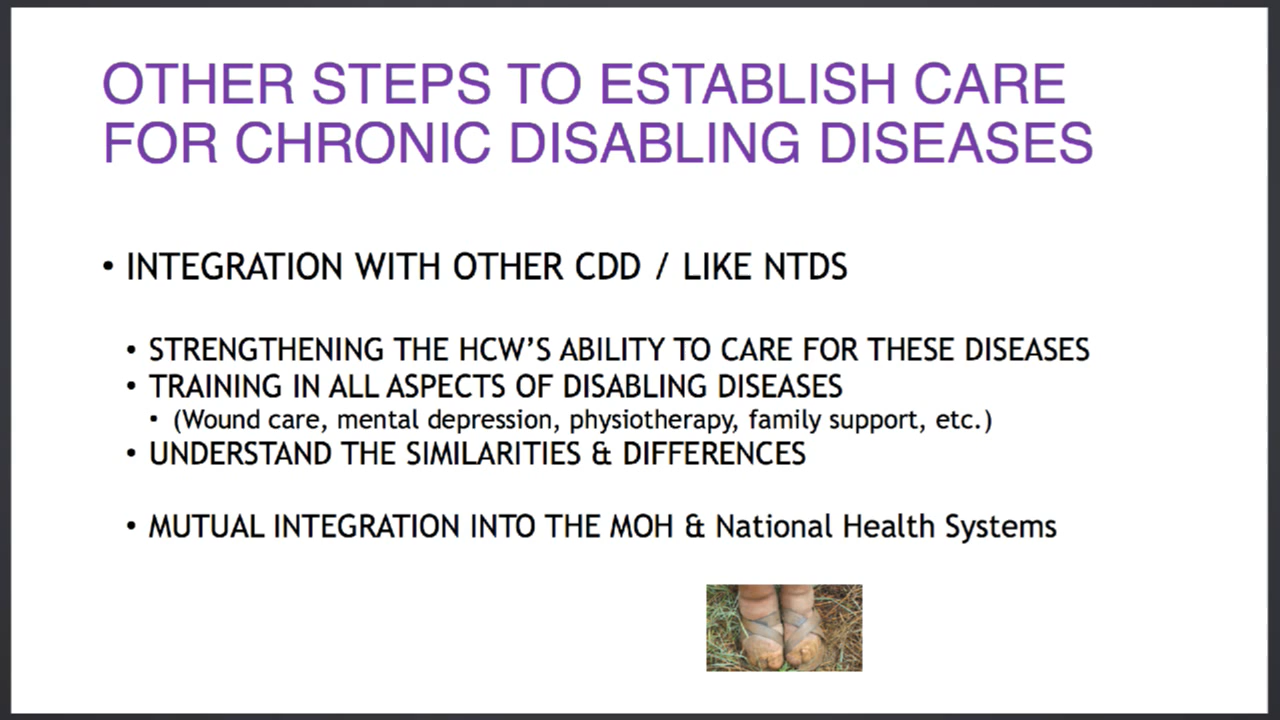 OTHER STEPS TO ESTABLISH CARE
FOR CHRONIC DISABLING DISEASES
• INTEGRATION WITH OTHER CDD / LIKE NTDS
• STRENGTHENING THE HCW’S ABILITY TO CARE FOR THESE DISEASES
• TRAINING IN ALL ASPECTS OF DISABLING DISEASES
• (Wound care, mental depression, physiotherapy, family support, etc.)
• UNDERSTAND THE SIMILARITIES & DIFFERENCES
• MUTUAL INTEGRATION INTO THE MOH & National Health Systems